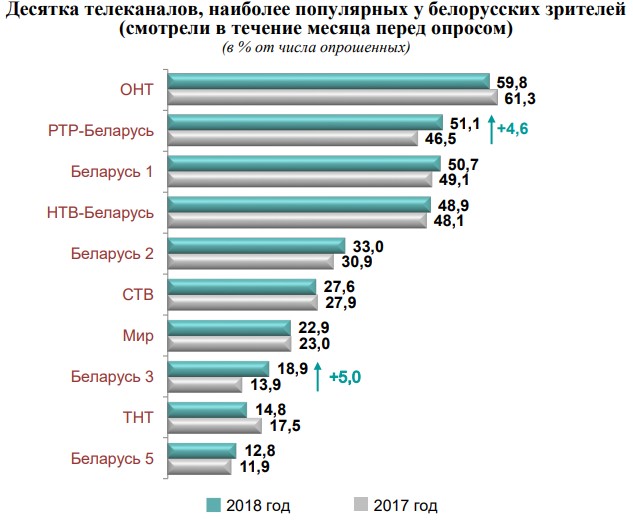 Десятка телеканалов, наиболее популярных у белорусских зрителей
(смотрели в течение месяца перед опросом)
(в % от числа опрошенных)
ОНТ 59,8
61,3
РТР-Беларусь 51,1 +4,6
46,5
Беларусь 1 50,7
49,1
НТВ-Беларусь 48,9
48,1
Беларусь 2 33,0
30,9
СТВ 27,6
27,9
Мир 22,9
23,0
Беларусь 3 18,9 +5,0
13,9
ТНТ 14,8
17,5
Беларусь 5 12,8
11,9
2018 год 2017 год